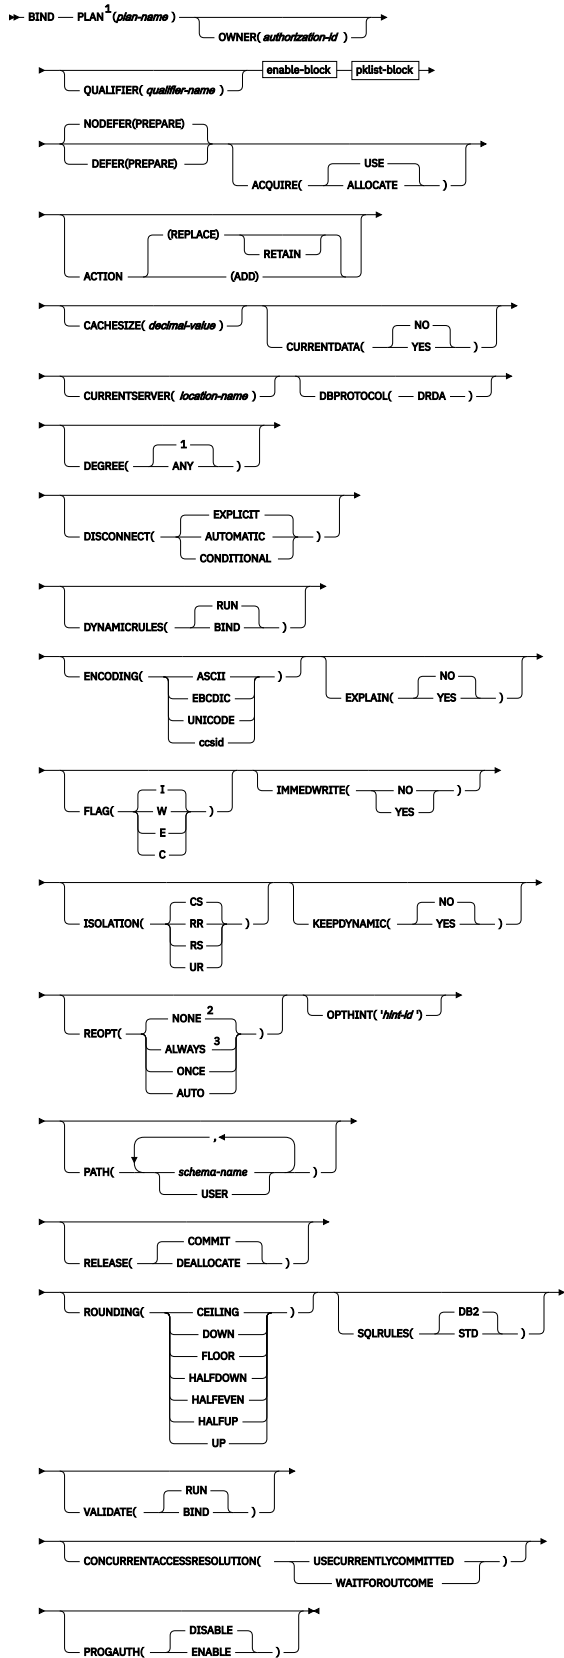 BIND PLAN 1 (plan-name)
OWNER( authorization-id )
enable-block pklist-block
QUALIFIER( qualifier-name )
NODEFER(PREPARE)
DEFER(PREPARE)
USE
ACQUIRE( ALLOCATE )
(REPLACE)
RETAIN
ACTION (ADD)
CACHESIZE( decimal-value )
NO
CURRENTDATA( YES )
CURRENTSERVER( location-name ) DBPROTOCOL( DRDA )
1
DEGREE( ANY )
EXPLICIT
DISCONNECT( AUTOMATIC )
CONDITIONAL
RUN
DYNAMICRULES( BIND )
ENCODING( ASCII )
EBCDIC
UNICODE
ccsid
NO
EXPLAIN( YES )
I
FLAG( W )
E
C
IMMEDWRITE( NO )
YES
CS
ISOLATION( RR )
RS
UR
NO
KEEPDYNAMIC( YES )
NONE 2
REOPT( ALWAYS 3 )
ONCE
AUTO
OPTHINT( 'hint-id ')
,
PATH( schema-name )
USER
COMMIT
RELEASE( DEALLOCATE )
ROUNDING( CEILING )
DOWN
FLOOR
HALFDOWN
HALFEVEN
HALFUP
UP
DB2
SQLRULES( STD )
RUN
VALIDATE( BIND )
CONCURRENTACCESSRESOLUTION( USECURRENTLYCOMMITTED )
WAITFOROUTCOME
DISABLE
PROGAUTH( ENABLE )